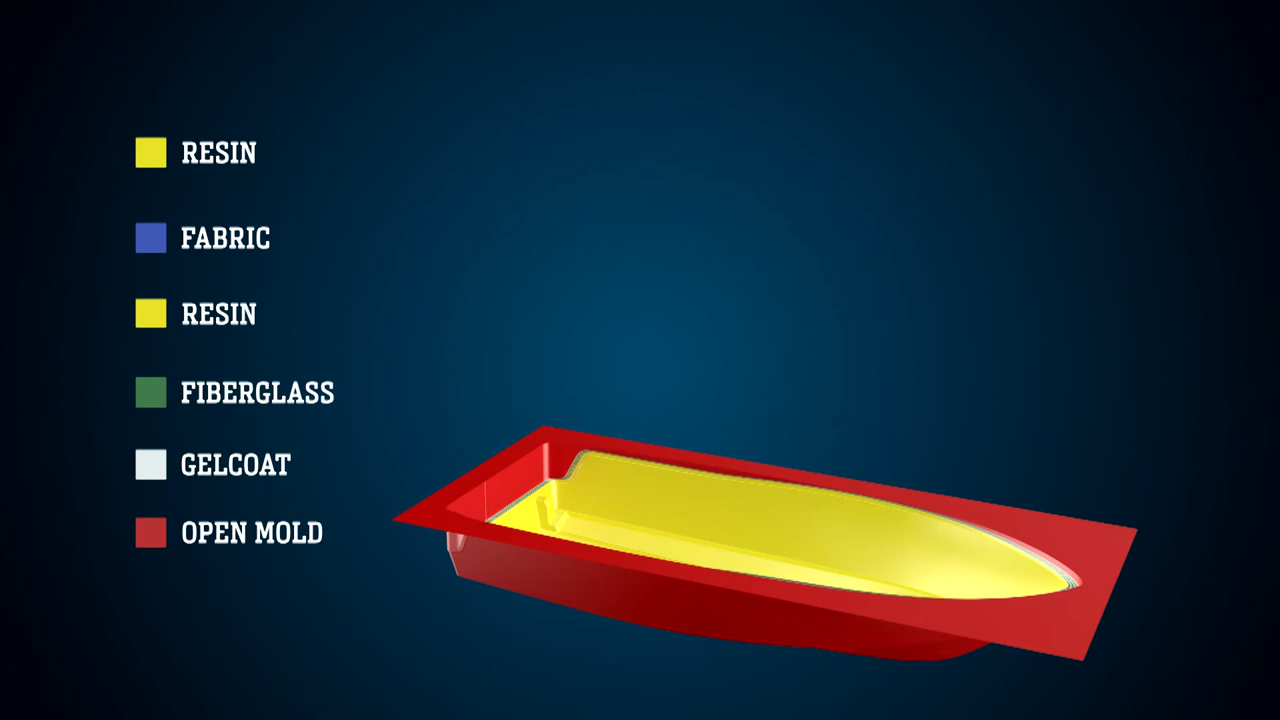 RESIN
FABRIC
RESIN
FIBERGLASS
GELCOAT
OPEN MOLD